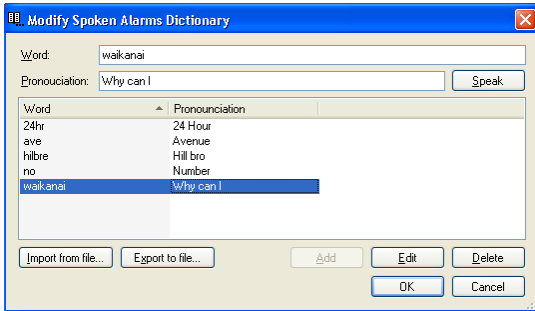 Modify Spoken Alarms Dictionary
Word: waikanai
Pronouciation: Why can I Speak
Word Pronounciation
24hr 24 Hour
ave Avenue
hilbre Hill bro
no Number
waikanai Why can I
Import from file... Export to file... Add Edit Delete
OK Cancel